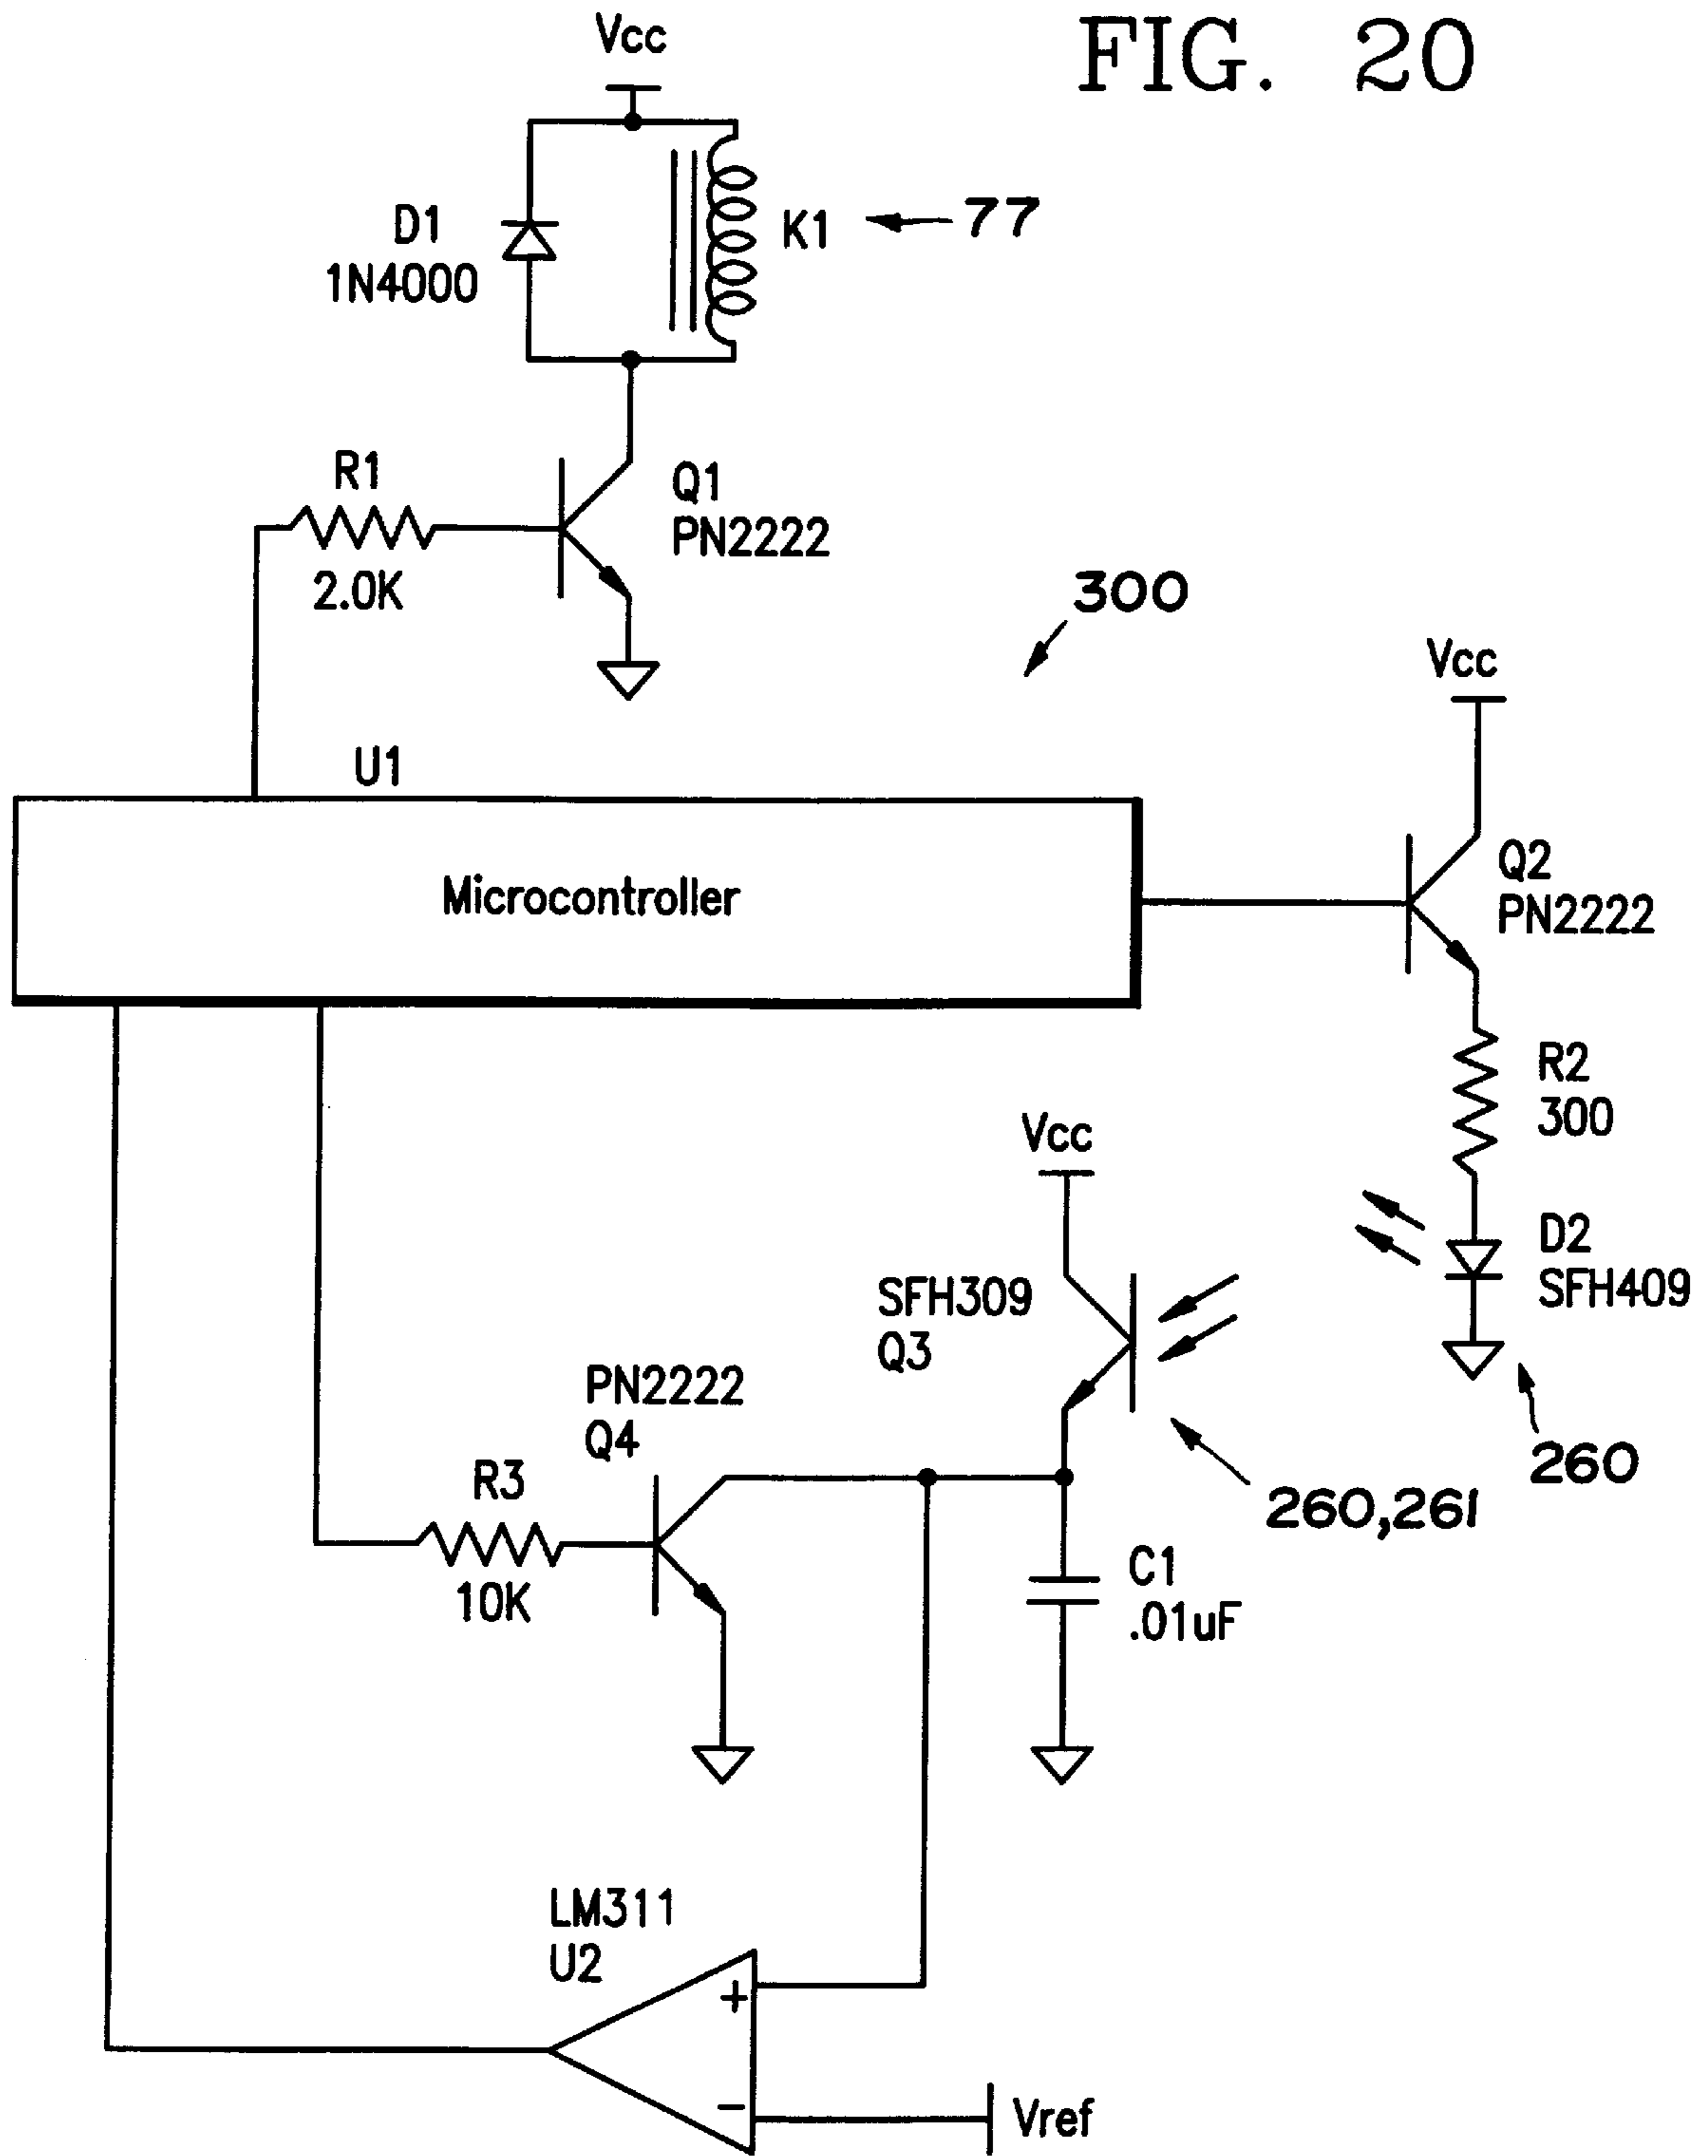 FIG. 20
Vcc
D1
1N4000
K1
77
R1
2.0K
Q1
PN2222
300
Vcc
U1
Microcontroller
Q2
PN2222
R2
300
Vcc
D2
SFH409
SFH309
Q3
260
260,261
PN2222
Q4
R3
10K
C1
.01uF
LM311
U2
+
−
Vref